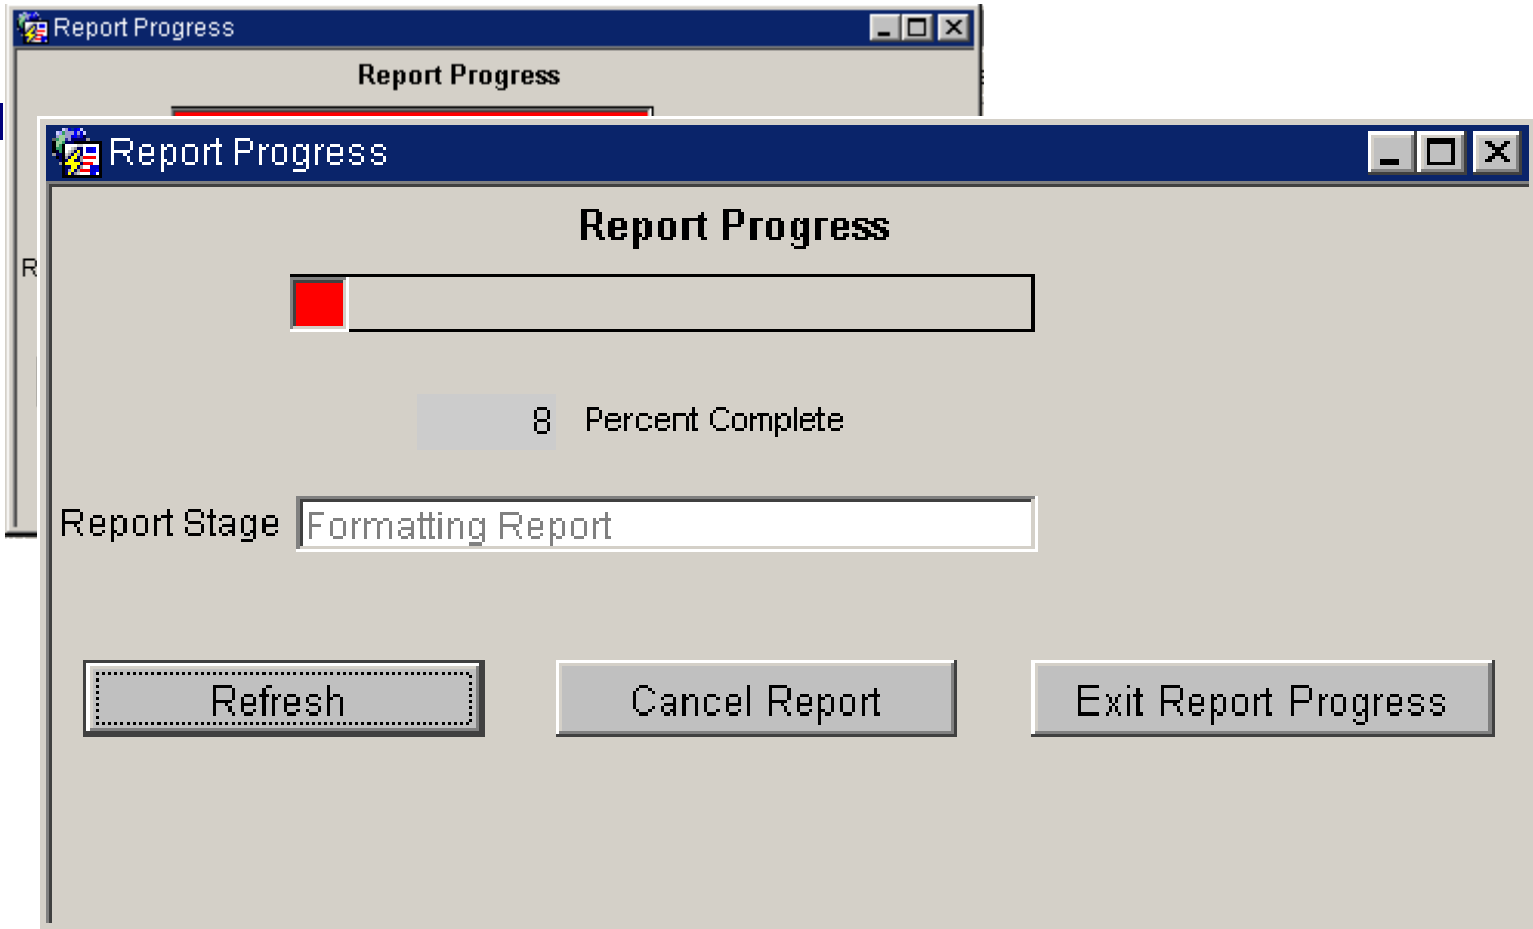 Report Progress
Report Progress
R
Report Progress
Report Progress
8 Percent Complete
Report Stage Formatting Report
Refresh Cancel Report Exit Report Progress